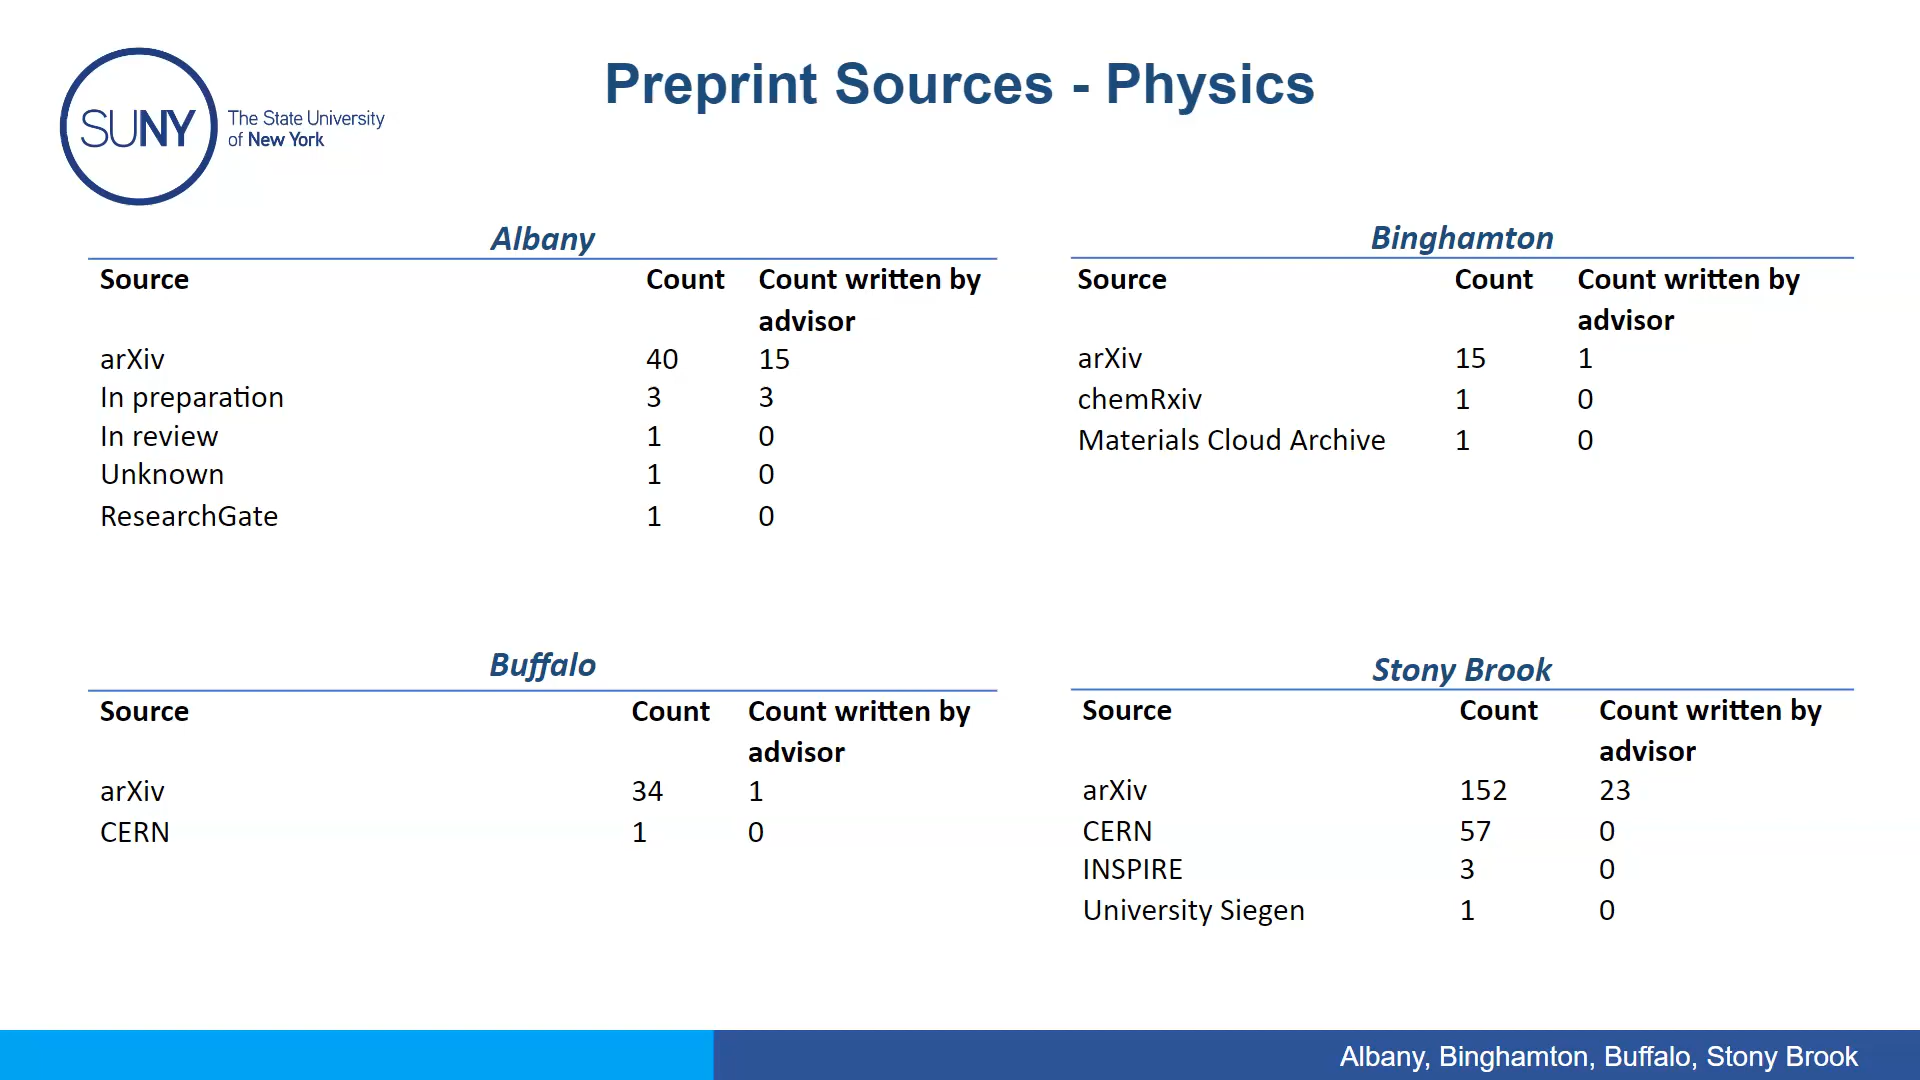 Preprint Sources - Physics
SUNY
The State University
of New York
Albany
Source Count Count written by
advisor
arXiv 40 15
In preparation 3 3
In review 1 0
Unknown 1 0
ResearchGate 1 0
Binghamton
Source Count Count written by
advisor
arXiv 15 1
chemRxiv 1 0
Materials Cloud Archive 1 0
Buffalo
Source Count Count written by
advisor
arXiv 34 1
CERN 1 0
Stony Brook
Source Count Count written by
advisor
arXiv 152 23
CERN 57 0
INSPIRE 3 0
University Siegen 1 0
Albany, Binghamton, Buffalo, Stony Brook